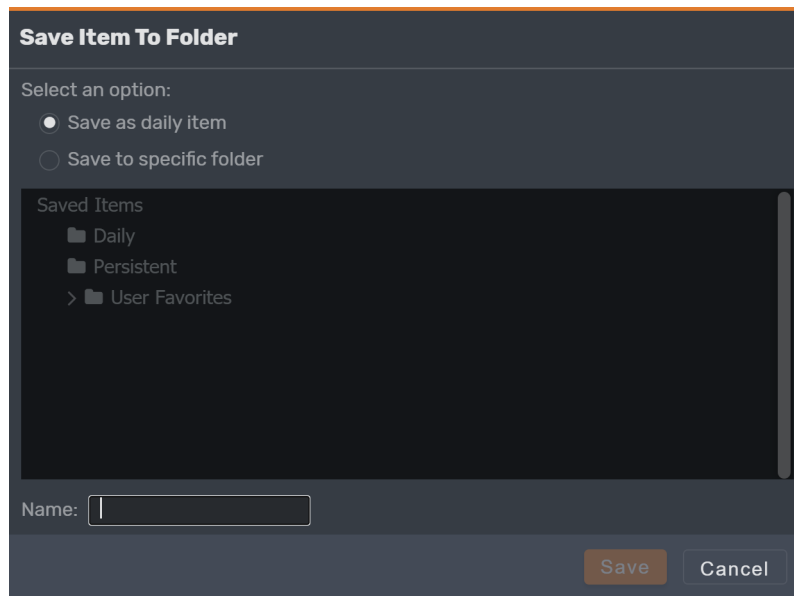 Save Item To Folder
Select an option:
Save as daily item
Save to specific folder
Saved Items
Daily
Persistent
User Favorites
Name:
Save
Cancel